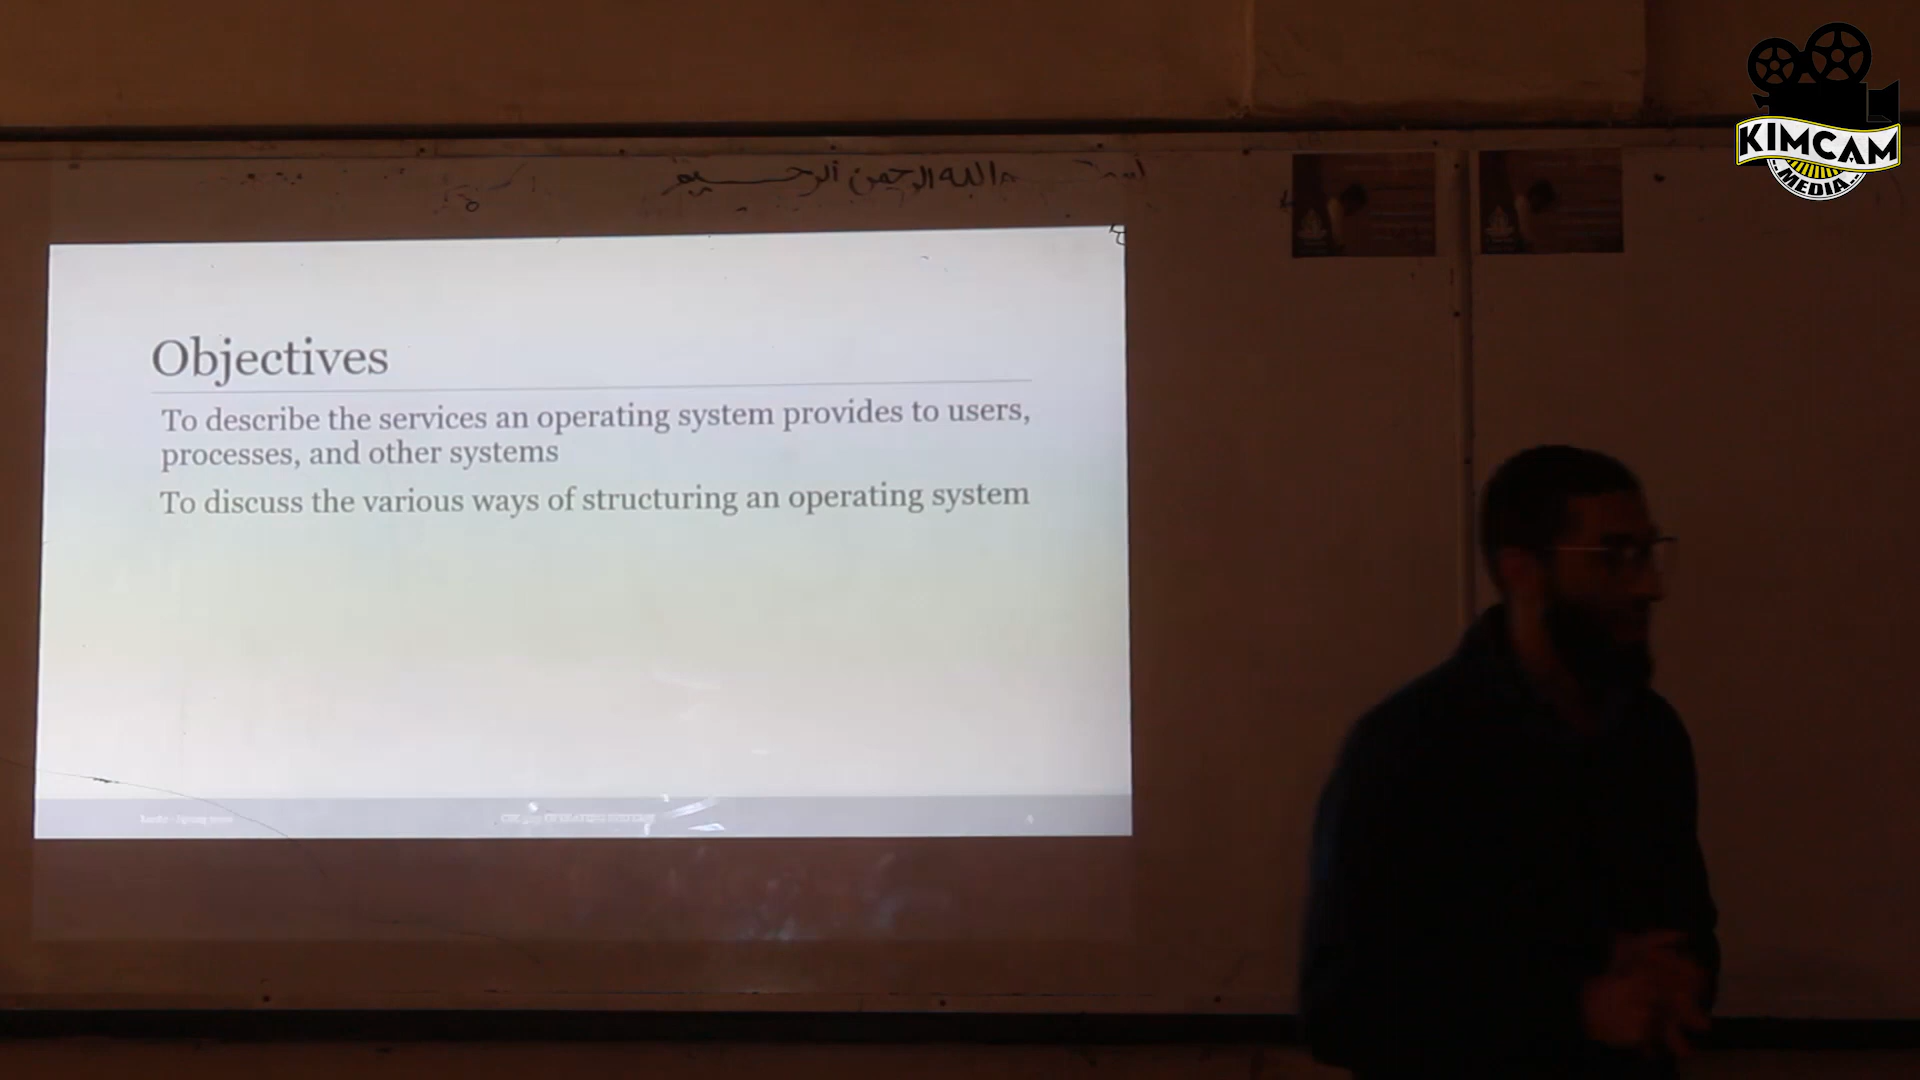 الله الرحمن الرحيم
KIMCAM
MEDIA
Objectives
To describe the services an operating system provides to users,
processes, and other systems
To discuss the various ways of structuring an operating system
OPERATING SYSTEMS